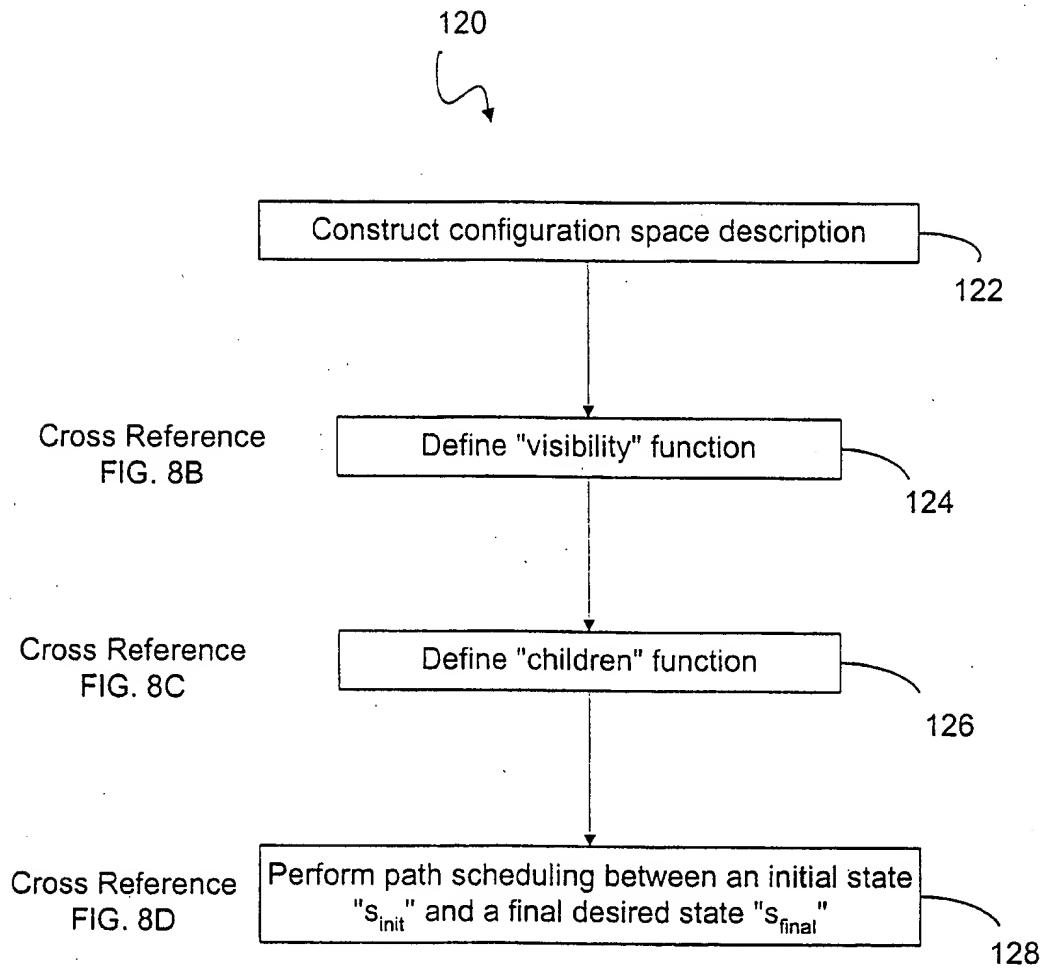 120
Construct configuration space description
122
Cross Reference
FIG. 8B
Define "visibility" function
124
Cross Reference
FIG. 8C
Define "children" function
126
Cross Reference
FIG. 8D
Perform path scheduling between an initial state
"s_init" and a final desired state "s_final"
128